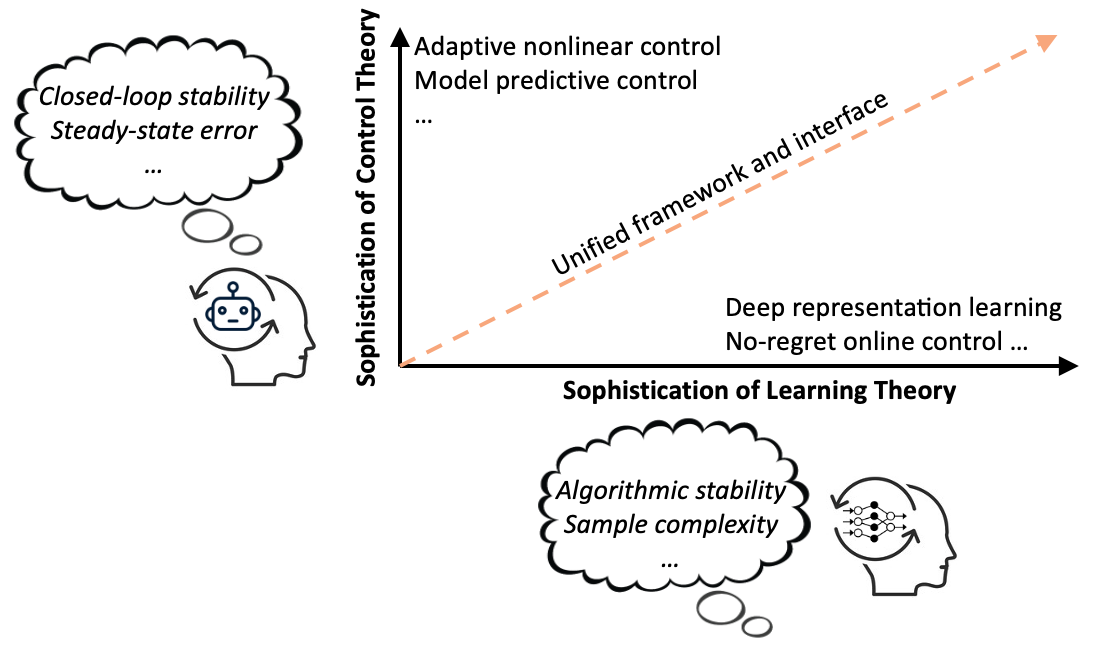 Closed-loop stability
Steady-state error
...
Sophistication of Control Theory
Adaptive nonlinear control
Model predictive control
...
Unified framework and interface
Deep representation learning
No-regret online control ...
Sophistication of Learning Theory
Algorithmic stability
Sample complexity
...